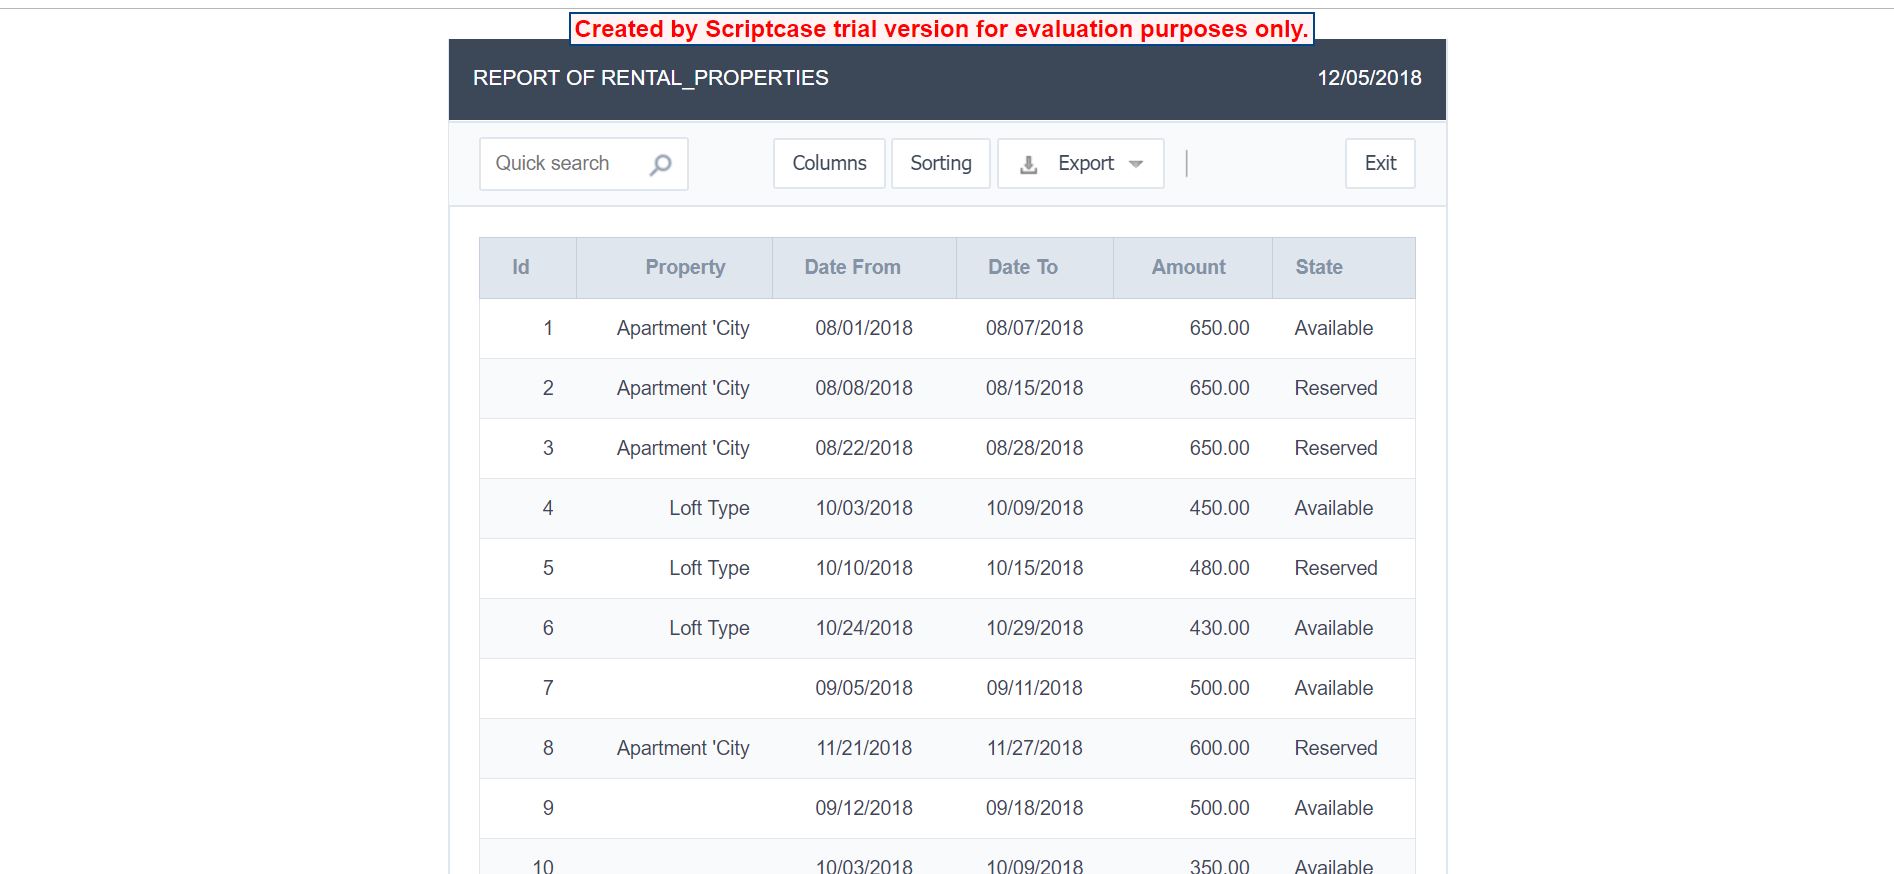 Created by Scriptcase trial version for evaluation purposes only.
REPORT OF RENTAL_PROPERTIES 12/05/2018
Quick search Columns Sorting Export Exit
Id Property Date From Date To Amount State
1 Apartment 'City 08/01/2018 08/07/2018 650.00 Available
2 Apartment 'City 08/08/2018 08/15/2018 650.00 Reserved
3 Apartment 'City 08/22/2018 08/28/2018 650.00 Reserved
4 Loft Type 10/03/2018 10/09/2018 450.00 Available
5 Loft Type 10/10/2018 10/15/2018 480.00 Reserved
6 Loft Type 10/24/2018 10/29/2018 430.00 Available
7 09/05/2018 09/11/2018 500.00 Available
8 Apartment 'City 11/21/2018 11/27/2018 600.00 Reserved
9 09/12/2018 09/18/2018 500.00 Available
10 10/03/2018 10/09/2018 350.00 Available